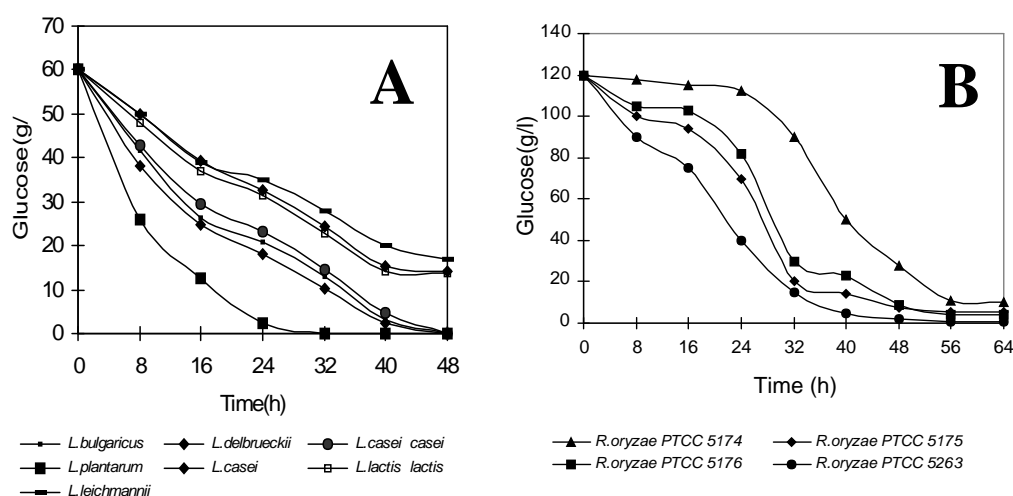 A
Glucose(g/
70
60
50
40
30
20
10
0
0 8 16 24 32 40 48
Time(h)
L.bulgaricus L.delbrueckii L.casei casei
L.plantarum L.casei L.lactis lactis
L.leichmannii
B
Glucose(g/l)
140
120
100
80
60
40
20
0
0 8 16 24 32 40 48 56 64
Time (h)
R.oryzae PTCC 5174 R.oryzae PTCC 5175
R.oryzae PTCC 5176 R.oryzae PTCC 5263